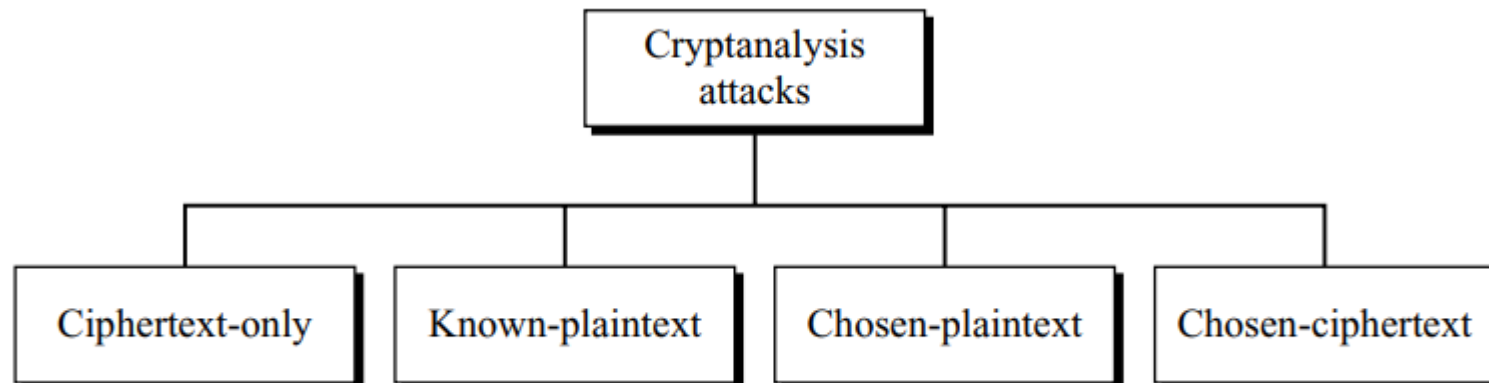 Cryptanalysis
attacks
Ciphertext-only
Known-plaintext
Chosen-plaintext
Chosen-ciphertext